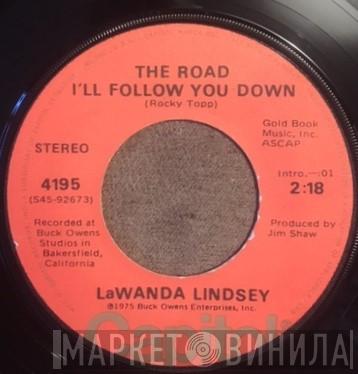 THE ROAD
I'LL FOLLOW YOU DOWN
(Rocky Topp)
STEREO
4195
(S45-92673)
Recorded at
Buck Owens
Studios in
Bakersfield,
California
Gold Book
Music, Inc.
ASCAP
Intro.—:01
2:18
Produced by
Jim Shaw
LaWANDA LINDSEY
℗1975 Buck Owens Enterprises, Inc.
Capitol
МАРКЕТ ВИНИЛА